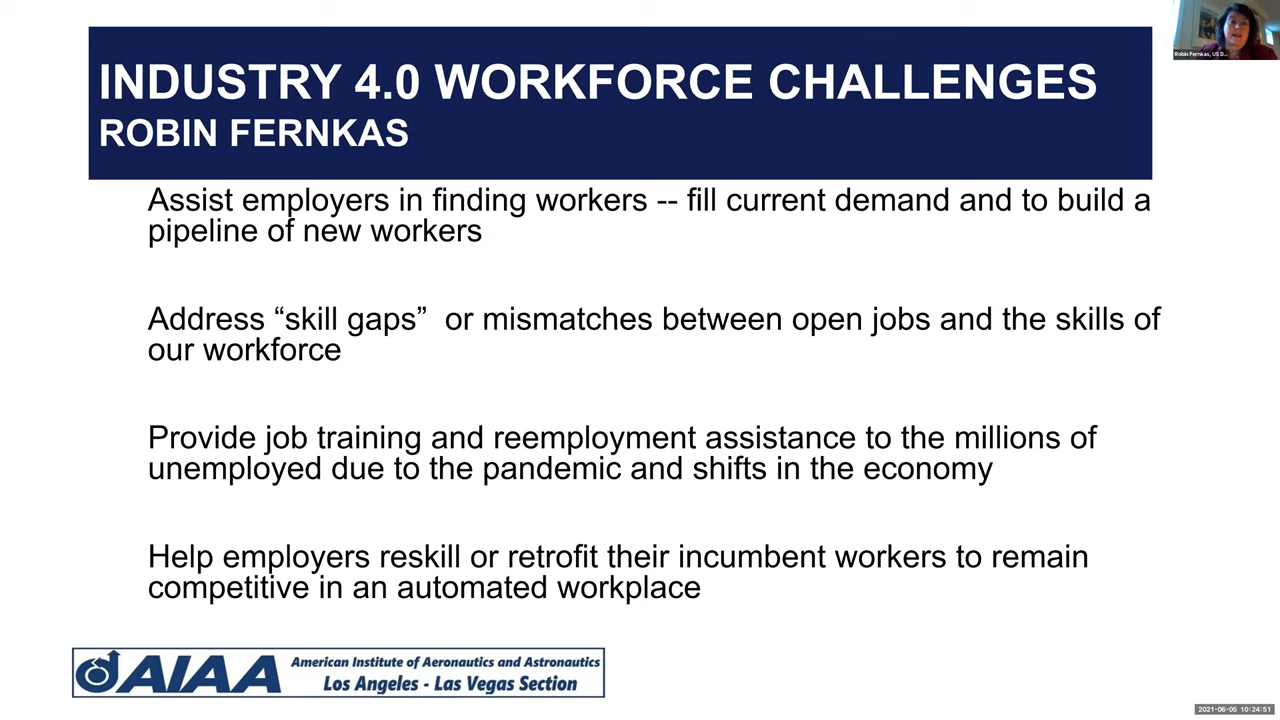 INDUSTRY 4.0 WORKFORCE CHALLENGES
ROBIN FERNKAS
Robin Fernkas, US D...
Assist employers in finding workers -- fill current demand and to build a
pipeline of new workers
Address “skill gaps”  or mismatches between open jobs and the skills of
our workforce
Provide job training and reemployment assistance to the millions of
unemployed due to the pandemic and shifts in the economy
Help employers reskill or retrofit their incumbent workers to remain
competitive in an automated workplace
AIAA
American Institute of Aeronautics and Astronautics
Los Angeles - Las Vegas Section
2021-06-05 10:24:51